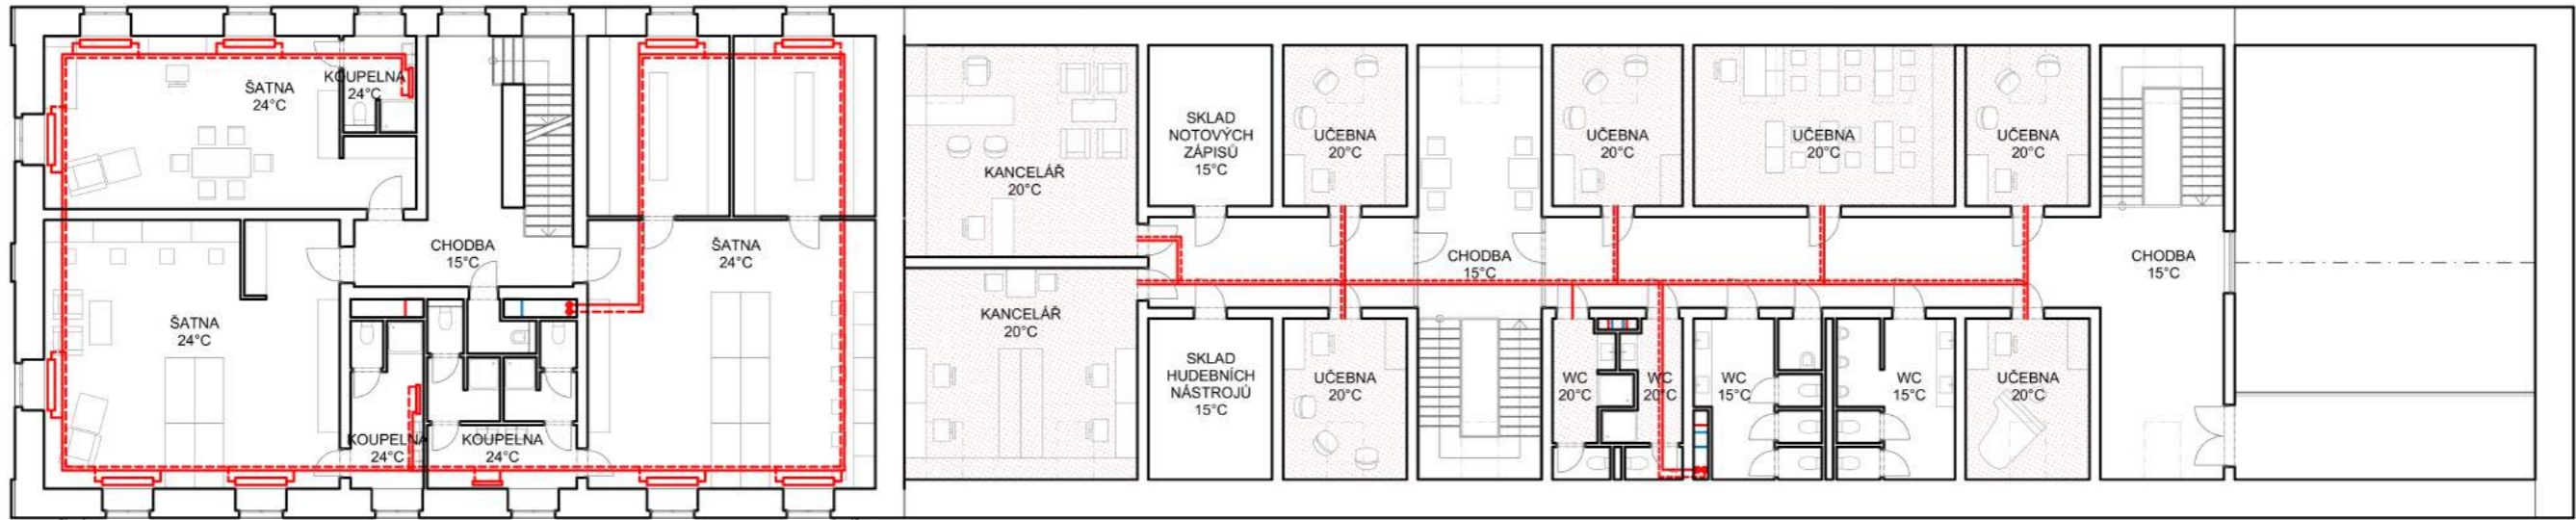 ŠATNA
24°C
KOUPELNA
24°C
ŠATNA
24°C
CHODBA
15°C
KOUPELNA
24°C
KOUPELNA
24°C
ŠATNA
24°C
KANCELÁŘ
20°C
KANCELÁŘ
20°C
SKLAD
NOTOVÝCH
ZÁPISŮ
15°C
SKLAD
HUDEBNÍCH
NÁSTROJŮ
15°C
UČEBNA
20°C
UČEBNA
20°C
CHODBA
15°C
UČEBNA
20°C
UČEBNA
20°C
UČEBNA
20°C
WC
20°C
WC
20°C
WC
15°C
WC
15°C
UČEBNA
20°C
CHODBA
15°C